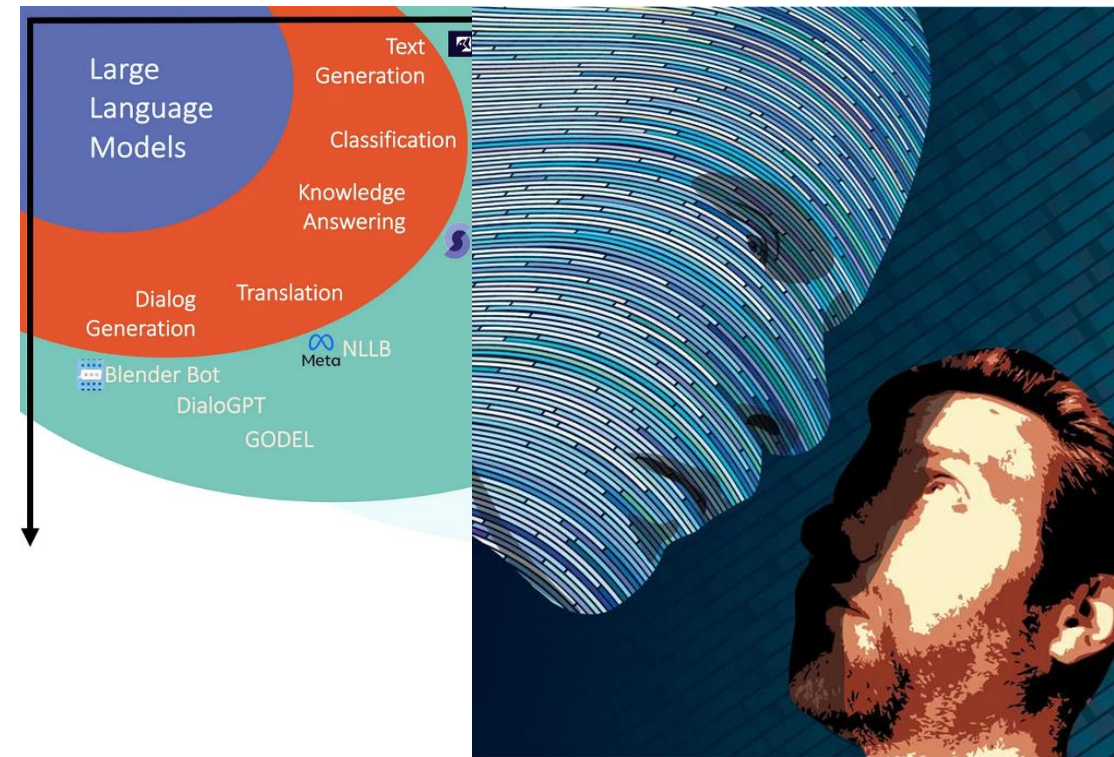 Large
Language
Models
Text
Generation
Classification
Knowledge
Answering
Translation
Dialog
Generation
Meta
NLLB
Blender Bot
DialoGPT
GODEL